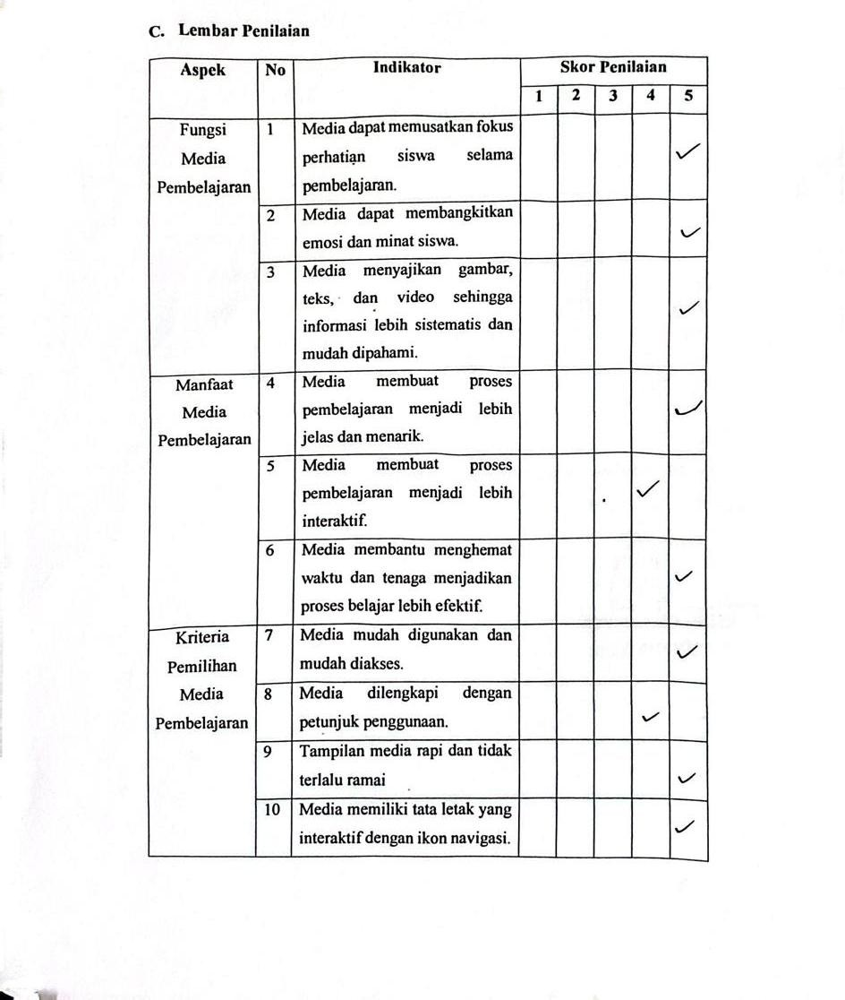 C. Lembar Penilaian
Aspek No Indikator Skor Penilaian
1 2 3 4 5
Fungsi 1 Media dapat memusatkan fokus
Media perhatian siswa selama ✓
Pembelajaran pembelajaran.
2 Media dapat membangkitkan
emosi dan minat siswa. ✓
3 Media menyajikan gambar,
teks, dan video sehingga
informasi lebih sistematis dan ✓
mudah dipahami.
Manfaat 4 Media membuat proses
Media pembelajaran menjadi lebih ✓
Pembelajaran jelas dan menarik.
5 Media membuat proses
pembelajaran menjadi lebih ✓
interaktif.
6 Media membantu menghemat
waktu dan tenaga menjadikan ✓
proses belajar lebih efektif.
Kriteria 7 Media mudah digunakan dan
Pemilihan mudah diakses. ✓
Media 8 Media dilengkapi dengan
Pembelajaran petunjuk penggunaan. ✓
9 Tampilan media rapi dan tidak
terlalu ramai ✓
10 Media memiliki tata letak yang
interaktif dengan ikon navigasi. ✓